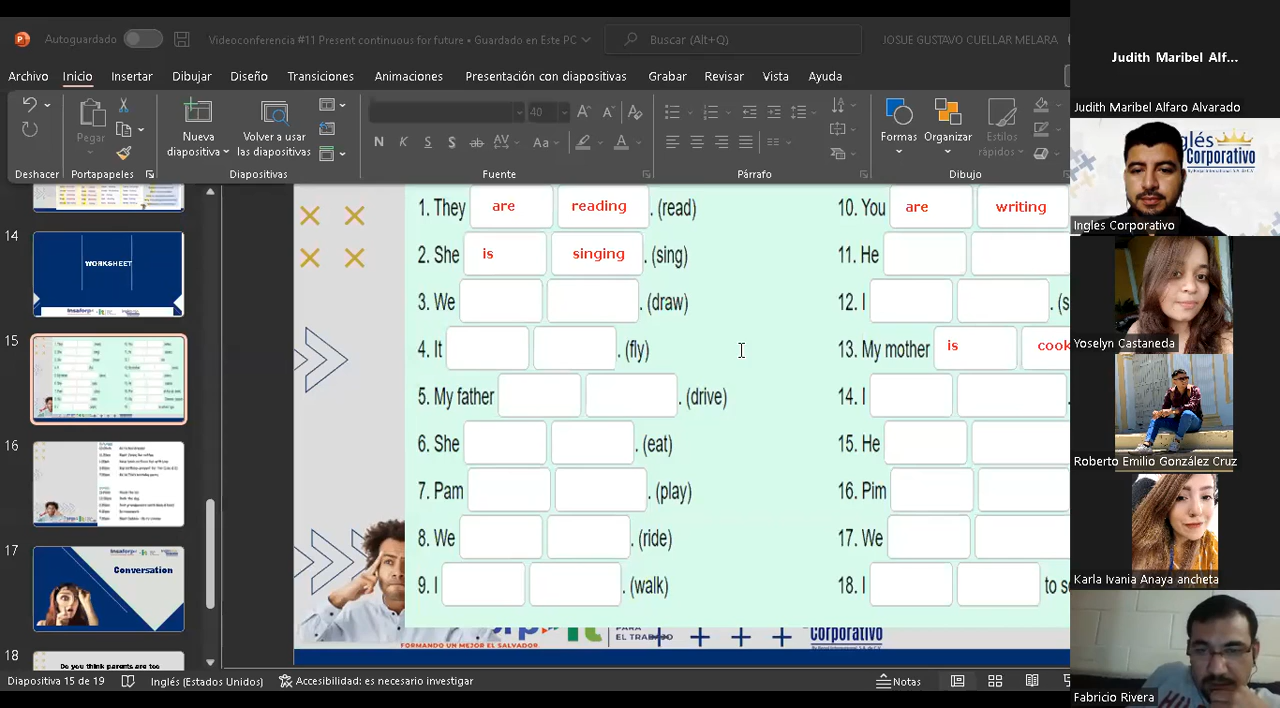 Autoguardado
Videoconferencia #11 Present continuous for future • Guardado en Este PC
Buscar (Alt+Q)
JOSUE GUSTAVO CUELLAR MELARA
Archivo Inicio Insertar Dibujar Diseño Transiciones Animaciones Presentación con diapositivas Grabar Revisar Vista Ayuda
Pegar
Nueva diapositiva
Volver a usar las diapositivas
40
N K S S ab AV Aa A
Formas
Organizar
Estilos rápidos
Deshacer Portapapeles Diapositivas Fuente Párrafo Dibujo
14
WORKSHEET
15
16
17
Conversation
18
Do you think parents are too
1. They are reading . (read)
2. She is singing . (sing)
3. We . (draw)
4. It . (fly)
5. My father . (drive)
6. She . (eat)
7. Pam . (play)
8. We . (ride)
9. I . (walk)
10. You are writing
11. He
12. I . (s
13. My mother is cook
14. I .
15. He
16. Pim
17. We
18. I to s
PARA
EL TRABAJO
FORMANDO UN MEJOR EL SALVADOR.
Corporativo
Diapositiva 15 de 19
Inglés (Estados Unidos)
Accesibilidad: es necesario investigar
Notas
Judith Maribel Alf...
Judith Maribel Alfaro Alvarado
Inglés
Corporativo
Ingles Corporativo
Yoselyn Castaneda
Roberto Emilio González Cruz
Karla Ivania Anaya ancheta
Fabricio Rivera